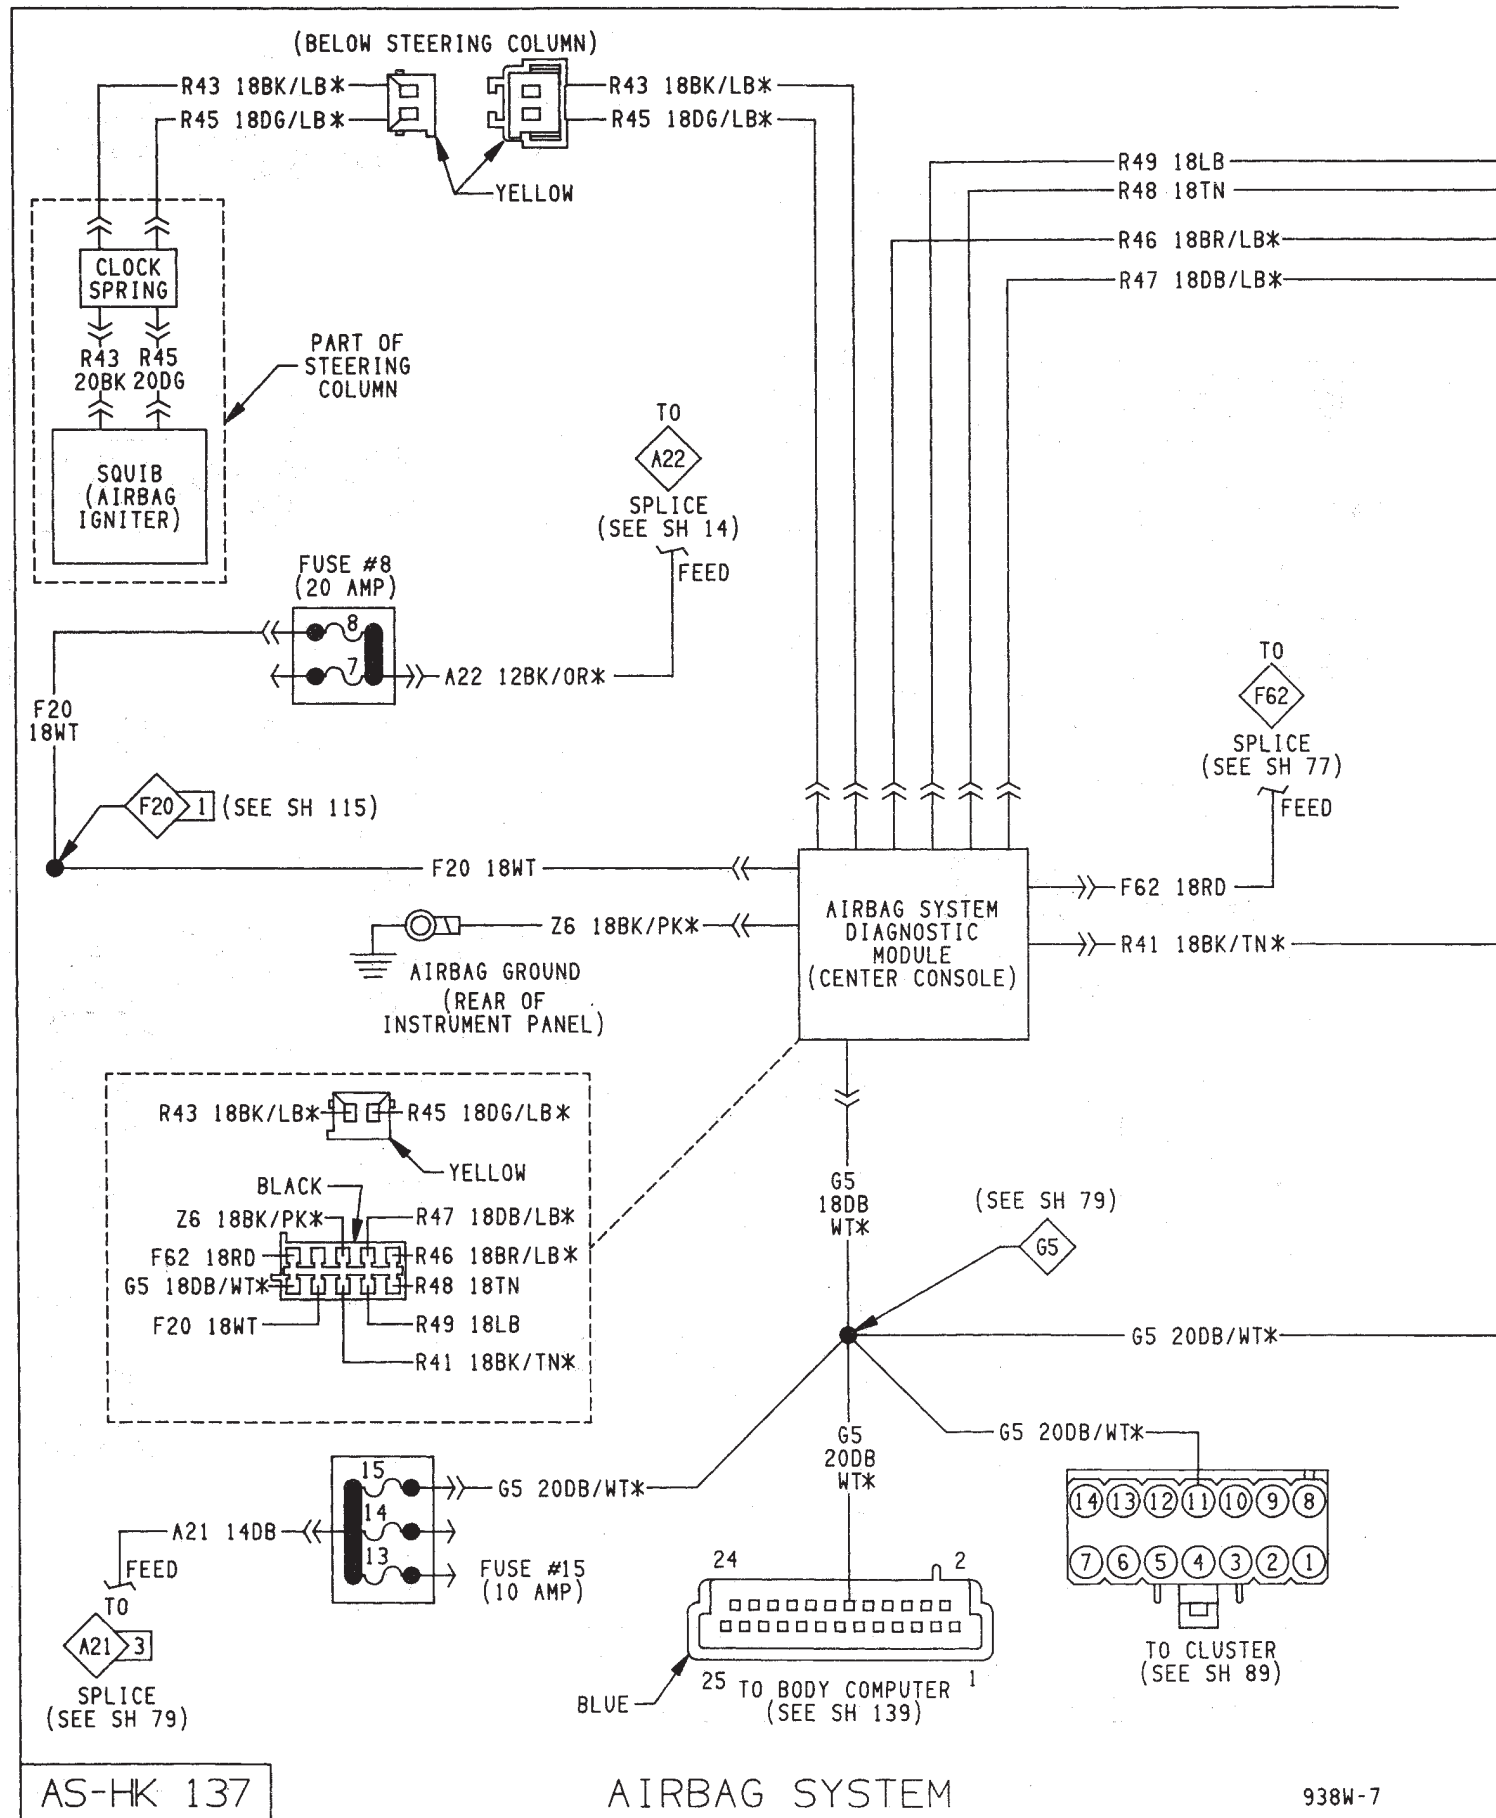 (BELOW STEERING COLUMN)
R43 18BK/LB*
R43 18BK/LB*
R45 18DG/LB*
R45 18DG/LB*
YELLOW
R49 18LB
R48 18TN
R46 18BR/LB*
R47 18DB/LB*
CLOCK
SPRING
R43
20BK
R45
20DG
PART OF
STEERING
COLUMN
SQUIB
(AIRBAG
IGNITER)
TO
A22
SPLICE
(SEE SH 14)
FEED
FUSE #8
(20 AMP)
8
7
A22 12BK/OR*
F20
18WT
F20 1 (SEE SH 115)
TO
F62
SPLICE
(SEE SH 77)
FEED
F20 18WT
F62 18RD
Z6 18BK/PK*
R41 18BK/TN*
AIRBAG GROUND
(REAR OF
INSTRUMENT PANEL)
AIRBAG SYSTEM
DIAGNOSTIC
MODULE
(CENTER CONSOLE)
R43 18BK/LB*
R45 18DG/LB*
YELLOW
BLACK
Z6 18BK/PK*
R47 18DB/LB*
F62 18RD
R46 18BR/LB*
G5 18DB/WT*
R48 18TN
F20 18WT
R49 18LB
R41 18BK/TN*
G5
18DB
WT*
(SEE SH 79)
G5
G5 20DB/WT*
G5 20DB/WT*
G5
20DB
WT*
15
14
13
G5 20DB/WT*
A21 14DB
FEED
TO
A21 3
SPLICE
(SEE SH 79)
FUSE #15
(10 AMP)
24
2
25
1
BLUE
TO BODY COMPUTER
(SEE SH 139)
14 13 12 11 10 9 8
7 6 5 4 3 2 1
TO CLUSTER
(SEE SH 89)
AS-HK 137
AIRBAG SYSTEM
938W-7